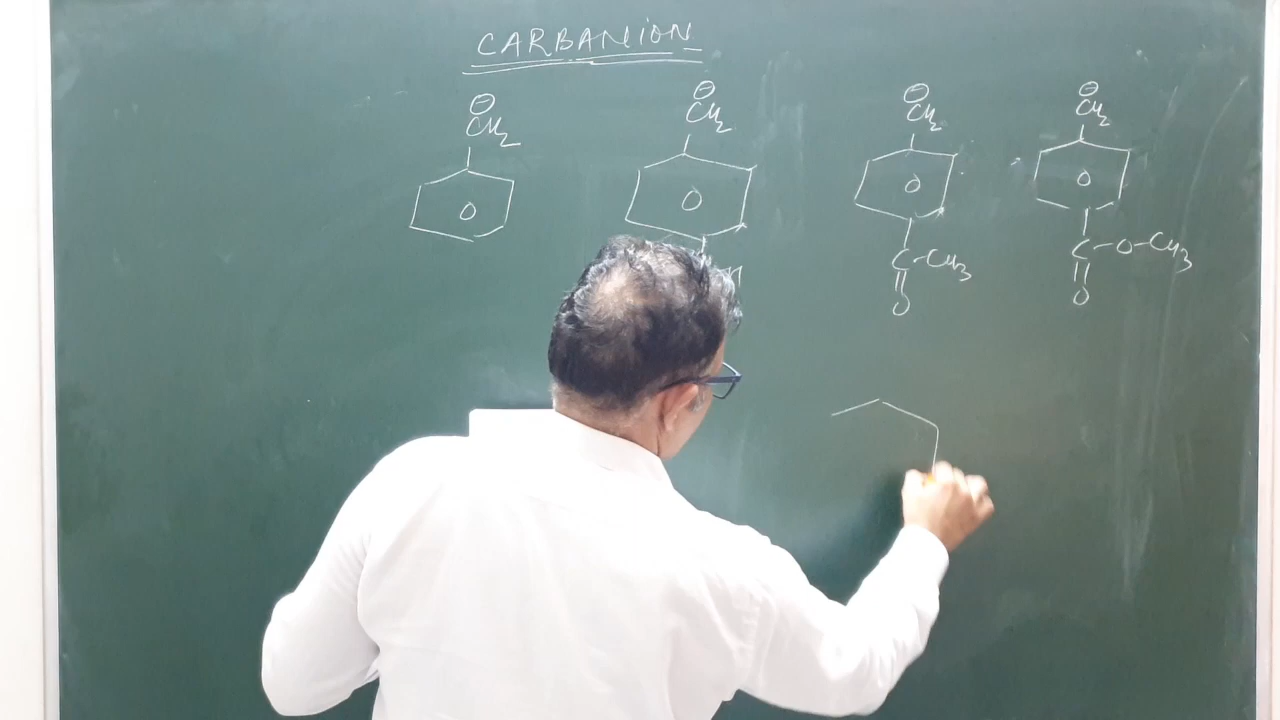 CARBANION
⊖ ⊖ ⊖ ⊖
CH2 CH2 CH2 CH2
C-CH3 C-O-CH3
O O